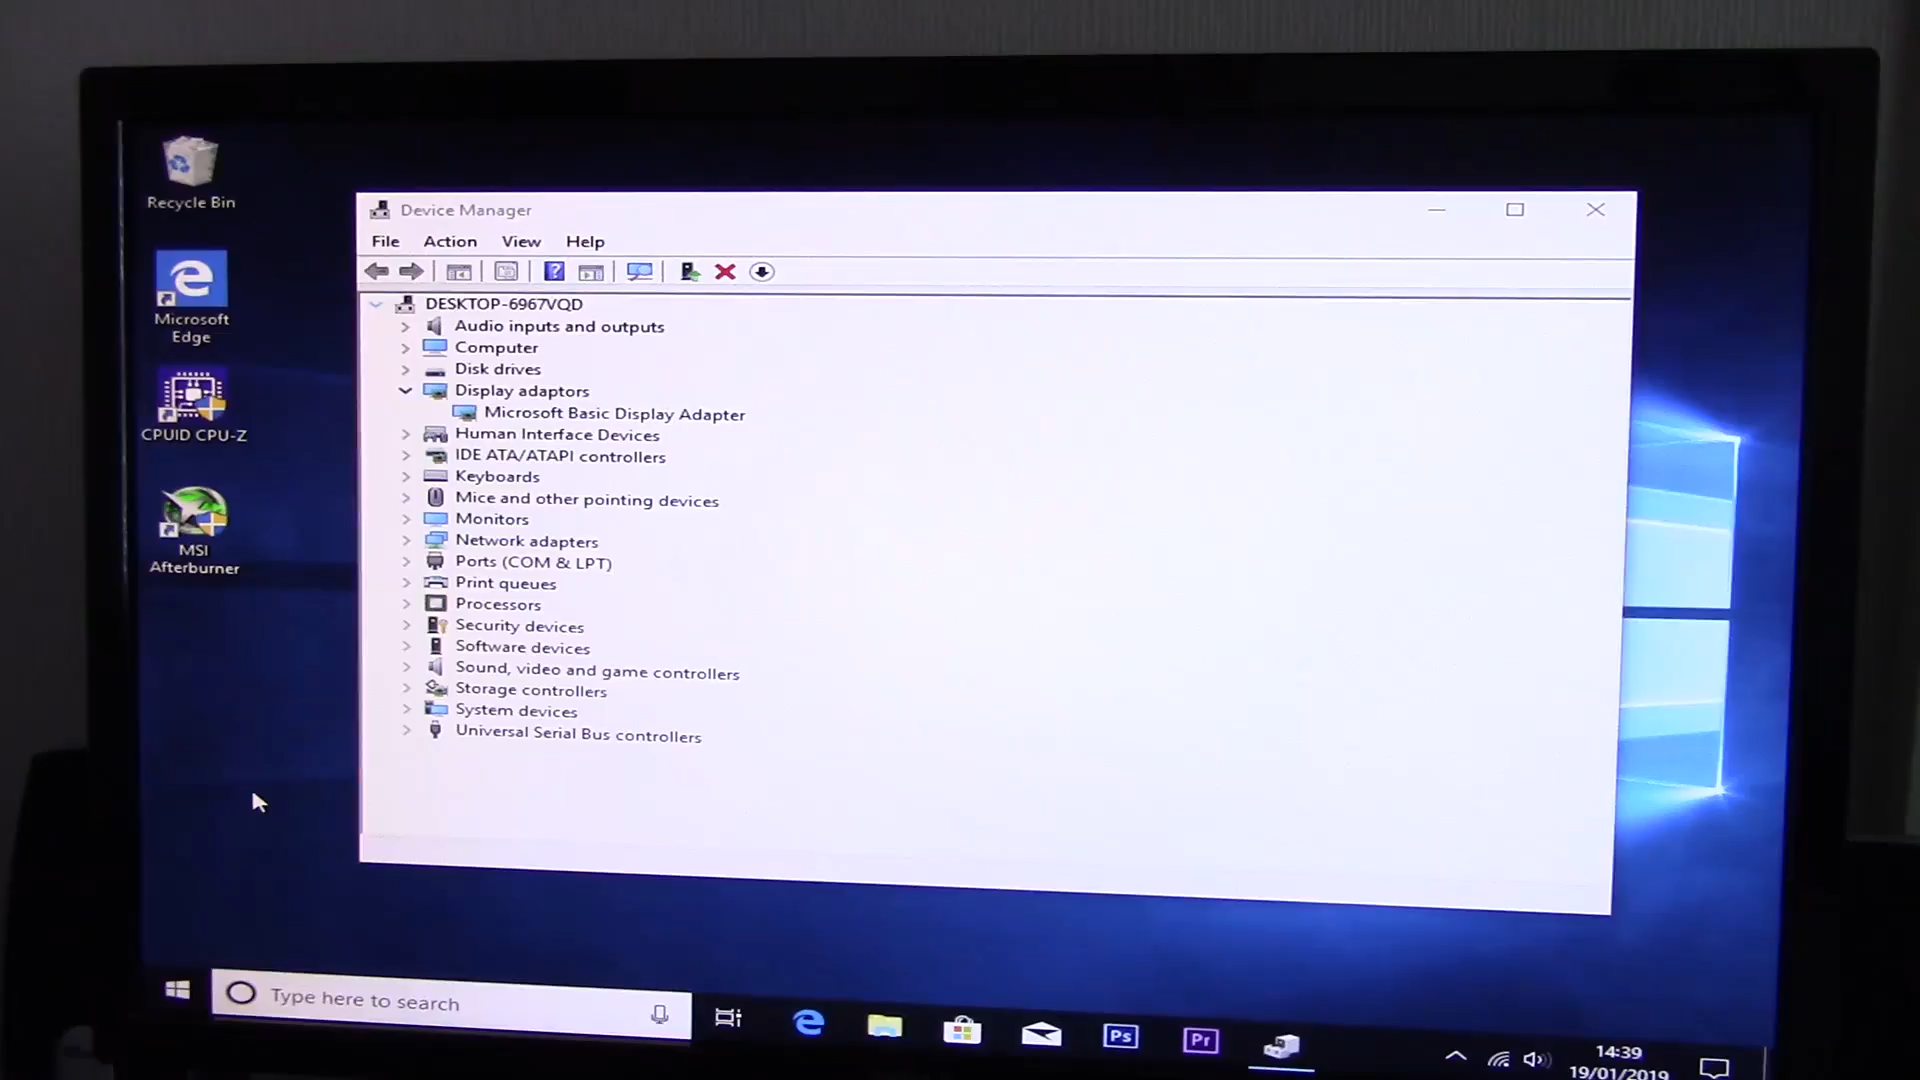 Recycle Bin
Microsoft
Edge
CPUID CPU-Z
MSI
Afterburner
Device Manager
File Action View Help
DESKTOP-6967VQD
Audio inputs and outputs
Computer
Disk drives
Display adaptors
Microsoft Basic Display Adapter
Human Interface Devices
IDE ATA/ATAPI controllers
Keyboards
Mice and other pointing devices
Monitors
Network adapters
Ports (COM & LPT)
Print queues
Processors
Security devices
Software devices
Sound, video and game controllers
Storage controllers
System devices
Universal Serial Bus controllers
Type here to search
Ps
Pr
14:39
19/01/2019